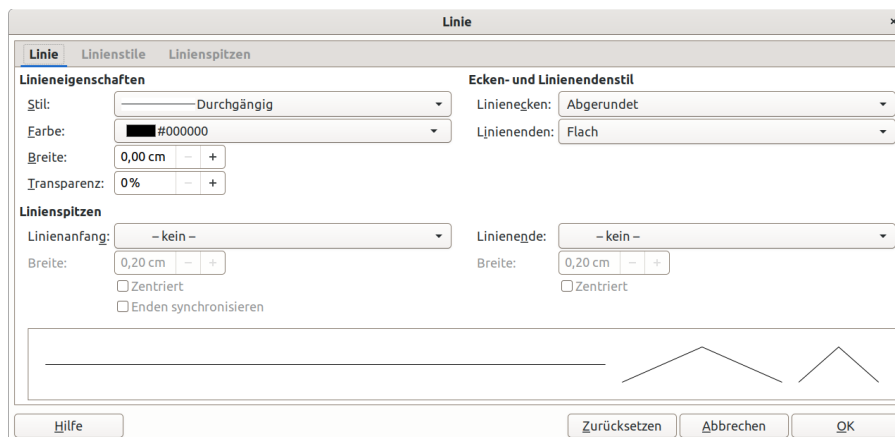 Linie
Linie Linienstile Linienspitzen
Linieneigenschaften
Stil: Durchgängig
Farbe: #000000
Breite: 0,00 cm − +
Transparenz: 0% − +
Ecken- und Linienendenstil
Linienecken: Abgerundet
Linienenden: Flach
Linienspitzen
Linienanfang: – kein –
Breite: 0,20 cm − +
Zentriert
Enden synchronisieren
Linienende: – kein –
Breite: 0,20 cm − +
Zentriert
Hilfe Zurücksetzen Abbrechen OK